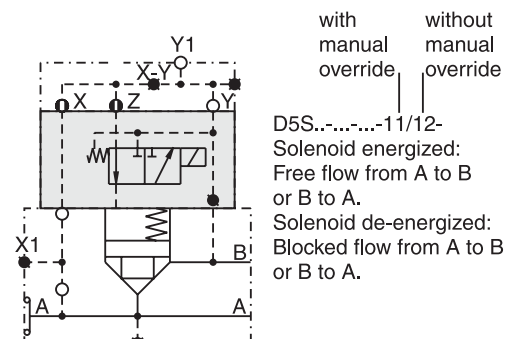 with without
manual manual
override override
D5S..-...-...-11/12-
Solenoid energized:
Free flow from A to B
or B to A.
Solenoid de-energized:
Blocked flow from A to B
or B to A.
Y1
X-Y
X Z Y
X1
B
A A